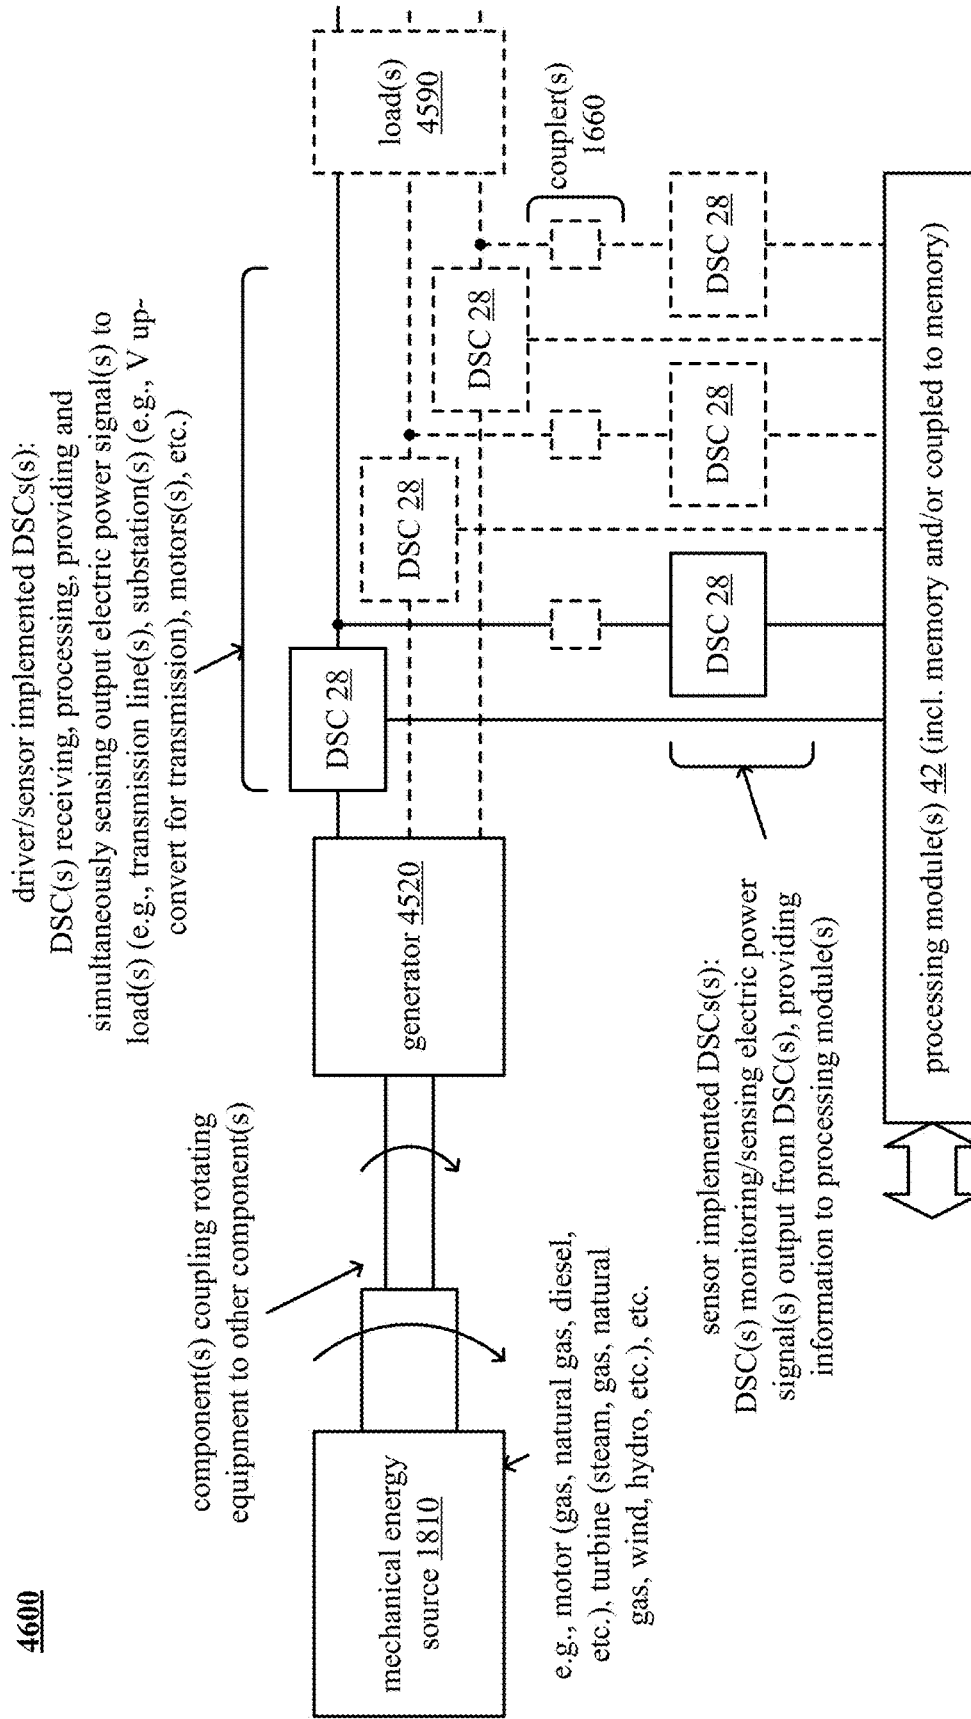 4600
driver/sensor implemented DSCs(s):
DSC(s) receiving, processing, providing and
simultaneously sensing output electric power signal(s) to
load(s) (e.g., transmission line(s), substation(s) (e.g., V up-
convert for transmission), motors(s), etc.)
component(s) coupling rotating
equipment to other component(s)
mechanical energy
source 1810
generator 4520
DSC 28
DSC 28
DSC 28
load(s)
4590
coupler(s)
1660
e.g., motor (gas, natural gas, diesel,
etc.), turbine (steam, gas, natural
gas, wind, hydro, etc.), etc.
sensor implemented DSCs(s):
DSC(s) monitoring/sensing electric power
signal(s) output from DSC(s), providing
information to processing module(s)
DSC 28
DSC 28
DSC 28
processing module(s) 42 (incl. memory and/or coupled to memory)